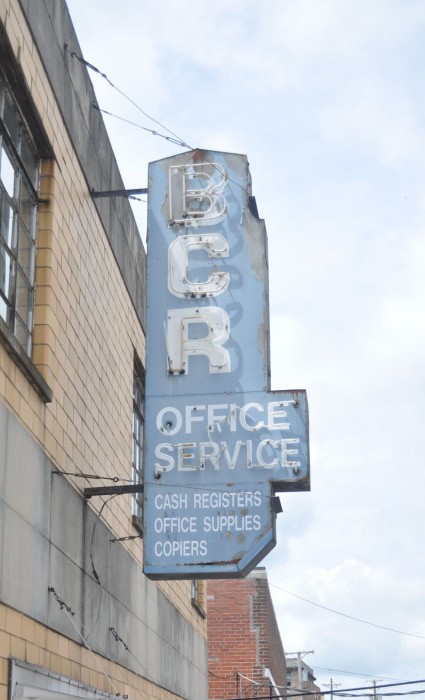 B
C
R
OFFICE
SERVICE
CASH REGISTERS
OFFICE SUPPLIES
COPIERS